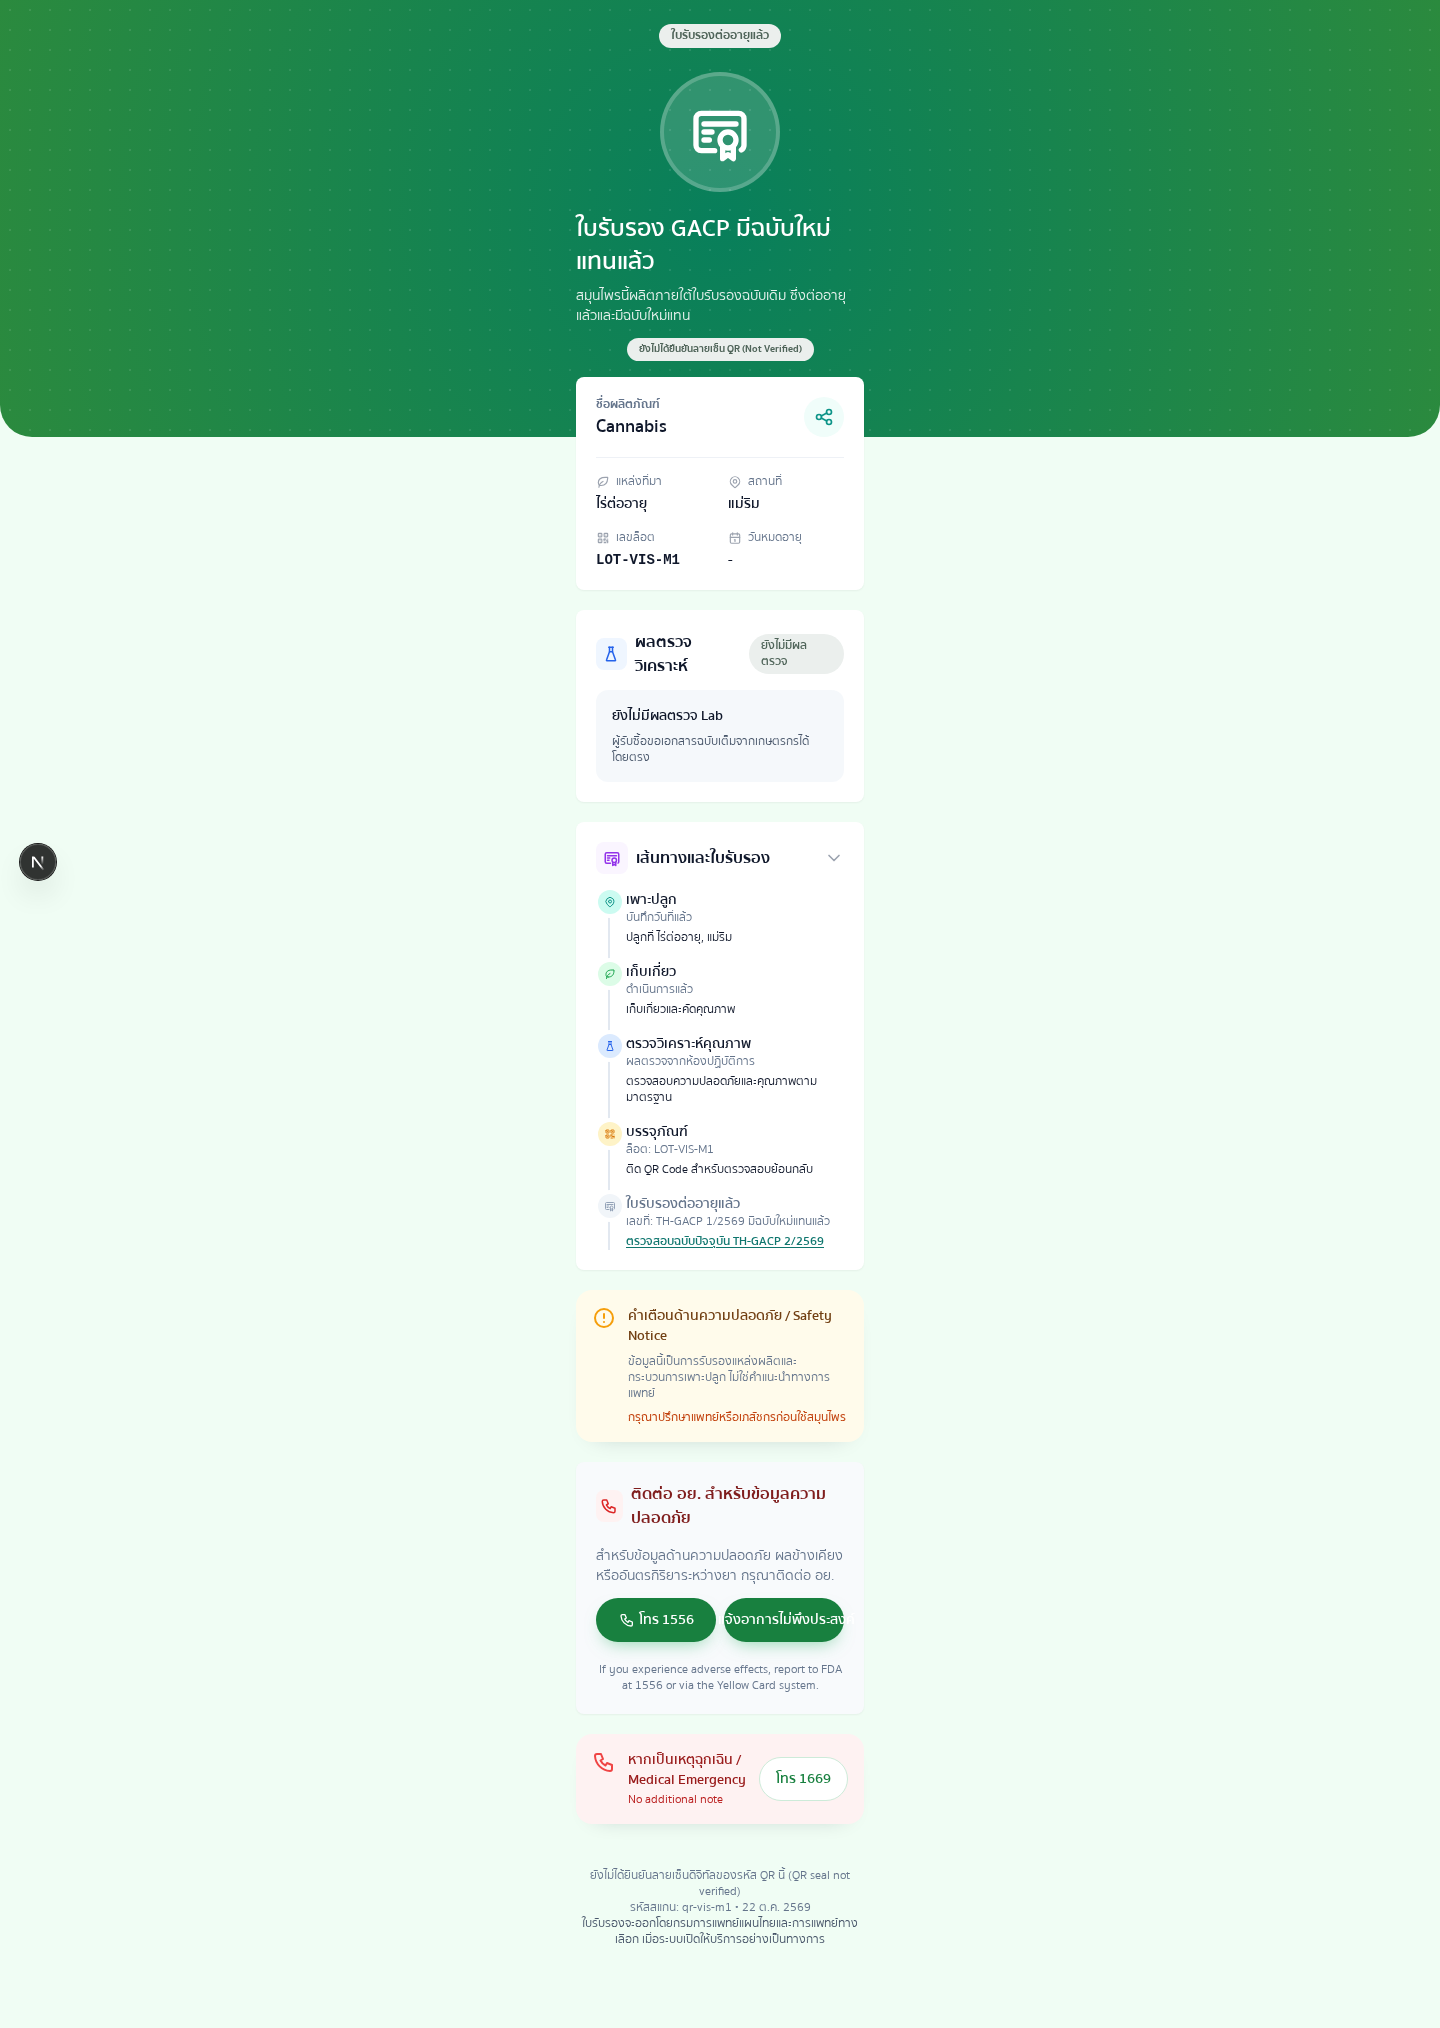 ใบรับรองต่ออายุแล้ว
ใบรับรอง GACP มีฉบับใหม่
แทนแล้ว
สมุนไพรนี้ผลิตภายใต้ใบรับรองฉบับเดิม ซึ่งต่ออายุ
แล้วและมีฉบับใหม่แทน
ยังไม่ได้ยืนยันลายเซ็น QR (Not Verified)
ชื่อผลิตภัณฑ์
Cannabis
แหล่งที่มา
สถานที่
ไร่ต่ออายุ
แม่ริม
เลขล็อต
วันหมดอายุ
LOT-VIS-M1
-
ผลตรวจ
วิเคราะห์
ยังไม่มีผล
ตรวจ
ยังไม่มีผลตรวจ Lab
ผู้รับซื้อขอเอกสารฉบับเต็มจากเกษตรกรได้
โดยตรง
เส้นทางและใบรับรอง
เพาะปลูก
บันทึกวันที่แล้ว
ปลูกที่ ไร่ต่ออายุ, แม่ริม
เก็บเกี่ยว
ดำเนินการแล้ว
เก็บเกี่ยวและคัดคุณภาพ
ตรวจวิเคราะห์คุณภาพ
ผลตรวจจากห้องปฏิบัติการ
ตรวจสอบความปลอดภัยและคุณภาพตาม
มาตรฐาน
บรรจุภัณฑ์
ล็อต: LOT-VIS-M1
ติด QR Code สำหรับตรวจสอบย้อนกลับ
ใบรับรองต่ออายุแล้ว
เลขที่: TH-GACP 1/2569 มีฉบับใหม่แทนแล้ว
ตรวจสอบฉบับปัจจุบัน TH-GACP 2/2569
คำเตือนด้านความปลอดภัย / Safety
Notice
ข้อมูลนี้เป็นการรับรองแหล่งผลิตและ
กระบวนการเพาะปลูก ไม่ใช่คำแนะนำทางการ
แพทย์
กรุณาปรึกษาแพทย์หรือเภสัชกรก่อนใช้สมุนไพร
ติดต่อ อย. สำหรับข้อมูลความ
ปลอดภัย
สำหรับข้อมูลด้านความปลอดภัย ผลข้างเคียง
หรืออันตรกิริยาระหว่างยา กรุณาติดต่อ อย.
โทร 1556
จ้งอาการไม่พึงประสง
If you experience adverse effects, report to FDA
at 1556 or via the Yellow Card system.
หากเป็นเหตุฉุกเฉิน /
Medical Emergency
No additional note
โทร 1669
ยังไม่ได้ยืนยันลายเซ็นดิจิทัลของรหัส QR นี้ (QR seal not
verified)
รหัสสแกน: qr-vis-m1 • 22 ต.ค. 2569
ใบรับรองจะออกโดยกรมการแพทย์แผนไทยและการแพทย์ทาง
เลือก เมื่อระบบเปิดให้บริการอย่างเป็นทางการ